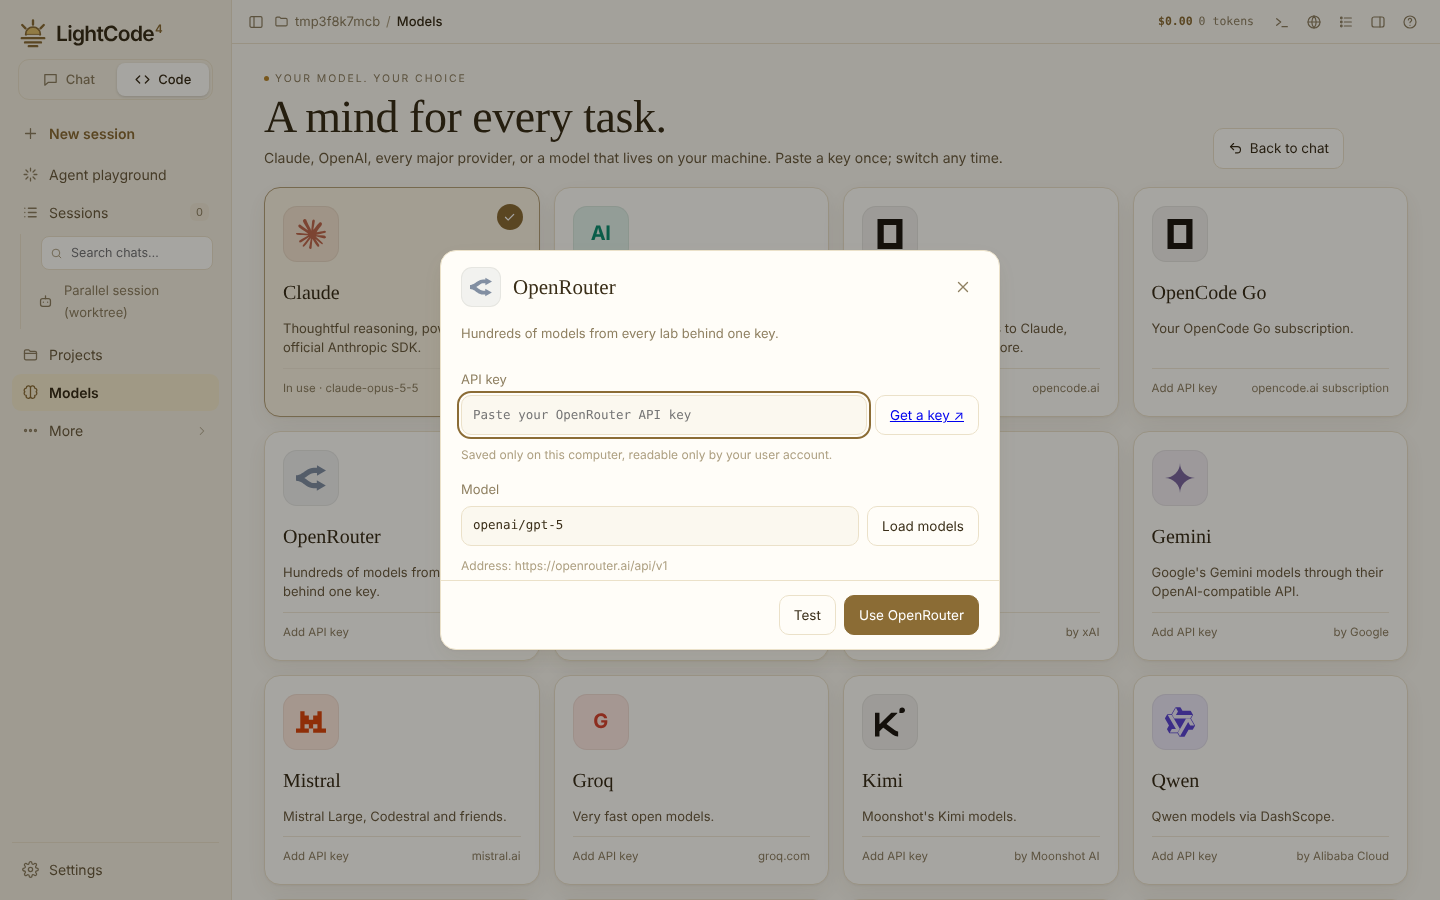 LightCode4
Chat
Code
New session
Agent playground
Sessions
0
Search chats...
Parallel session
(worktree)
Projects
Models
More
Settings
tmp3f8k7mcb / Models
$0.00 0 tokens
YOUR MODEL. YOUR CHOICE
A mind for every task.
Claude, OpenAI, every major provider, or a model that lives on your machine. Paste a key once; switch any time.
Back to chat
Claude
Thoughtful reasoning, pow
official Anthropic SDK.
In use · claude-opus-5-5
AI
to Claude,
ore.
opencode.ai
OpenCode Go
Your OpenCode Go subscription.
Add API key
opencode.ai subscription
OpenRouter
Hundreds of models from every lab behind one key.
API key
Paste your OpenRouter API key
Get a key ↗
Saved only on this computer, readable only by your user account.
Model
openai/gpt-5
Load models
Address: https://openrouter.ai/api/v1
Test
Use OpenRouter
OpenRouter
Hundreds of models from
behind one key.
Add API key
by xAI
Gemini
Google's Gemini models through their
OpenAI-compatible API.
Add API key
by Google
Mistral
Mistral Large, Codestral and friends.
Add API key
mistral.ai
G
Groq
Very fast open models.
Add API key
groq.com
Kimi
Moonshot's Kimi models.
Add API key
by Moonshot AI
Qwen
Qwen models via DashScope.
Add API key
by Alibaba Cloud